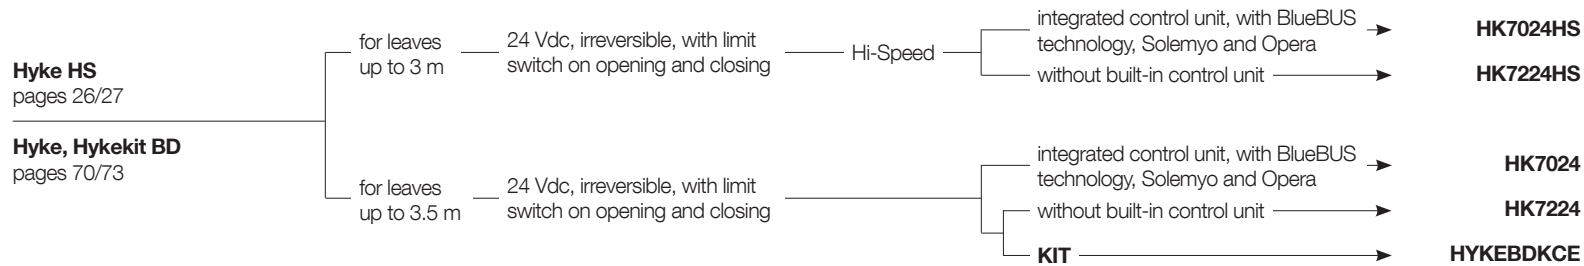 Hyke HS
pages 26/27
Hyke, Hykekit BD
pages 70/73
for leaves
up to 3 m
24 Vdc, irreversible, with limit
switch on opening and closing
Hi-Speed
integrated control unit, with BlueBUS
technology, Solemyo and Opera
HK7024HS
without built-in control unit
HK7224HS
for leaves
up to 3.5 m
24 Vdc, irreversible, with limit
switch on opening and closing
integrated control unit, with BlueBUS
technology, Solemyo and Opera
HK7024
without built-in control unit
HK7224
KIT
HYKEBDKCE